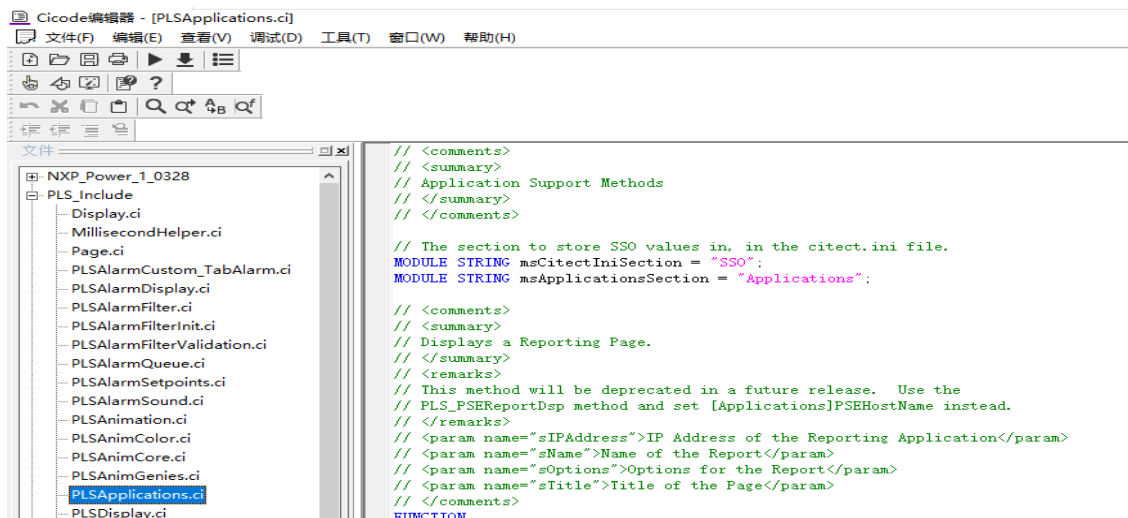 Cicode编辑器 - [PLSApplications.ci]
文件(F) 编辑(E) 查看(V) 调试(D) 工具(T) 窗口(W) 帮助(H)
文件
NXP_Power_1_0328
PLS_Include
Display.ci
MillisecondHelper.ci
Page.ci
PLSAlarmCustom_TabAlarm.ci
PLSAlarmDisplay.ci
PLSAlarmFilter.ci
PLSAlarmFilterInit.ci
PLSAlarmFilterValidation.ci
PLSAlarmQueue.ci
PLSAlarmSetpoints.ci
PLSAlarmSound.ci
PLSAnimation.ci
PLSAnimColor.ci
PLSAnimCore.ci
PLSAnimGenies.ci
PLSApplications.ci
PLSDisplay.ci
// <comments>
// <summary>
// Application Support Methods
// </summary>
// </comments>
// The section to store SSO values in, in the citect.ini file.
MODULE STRING msCitectIniSection = "SSO";
MODULE STRING msApplicationsSection = "Applications";
// <comments>
// <summary>
// Displays a Reporting Page.
// </summary>
// <remarks>
// This method will be deprecated in a future release.  Use the
// PLS_PSEReportDsp method and set [Applications]PSEHostName instead.
// </remarks>
// <param name="sIPAddress">IP Address of the Reporting Application</param>
// <param name="sName">Name of the Report</param>
// <param name="sOptions">Options for the Report</param>
// <param name="sTitle">Title of the Page</param>
// </comments>
FUNCTION